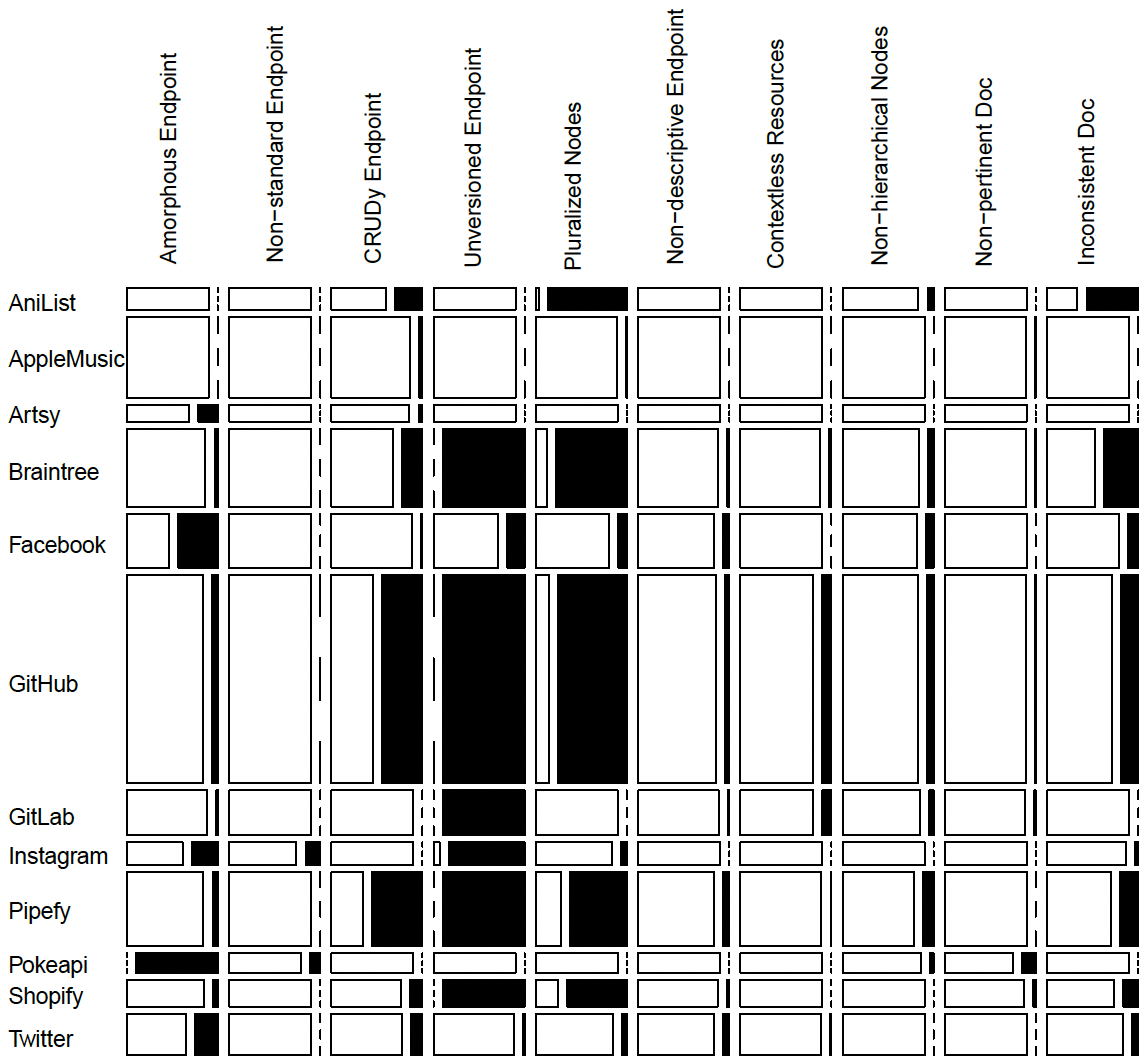 Amorphous Endpoint
Non−standard Endpoint
CRUDy Endpoint
Unversioned Endpoint
Pluralized Nodes
Non−descriptive Endpoint
Contextless Resources
Non−hierarchical Nodes
Non−pertinent Doc
Inconsistent Doc
AniList
AppleMusic
Artsy
Braintree
Facebook
GitHub
GitLab
Instagram
Pipefy
Pokeapi
Shopify
Twitter